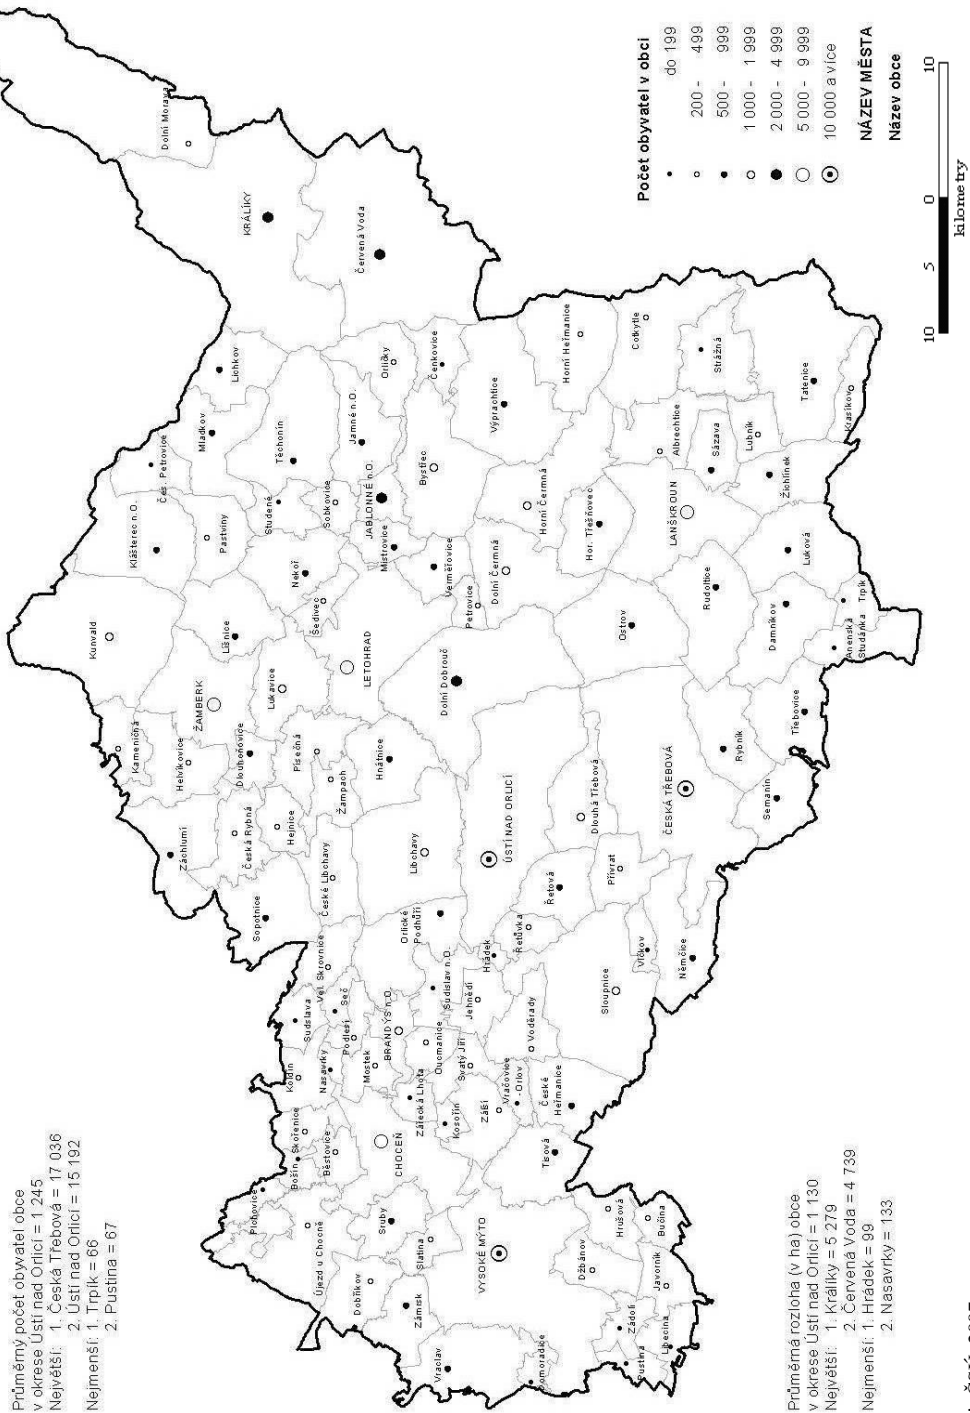 Průměrný počet obyvatel obce
v okrese Ústí nad Orlicí = 1 245
Největší: 1. Česká Třebová = 17 036
2. Ústí nad Orlicí = 15 192
Nejmenší: 1. Trpík = 66
2. Pustina = 67
Průměrná rozloha (v ha) obce
v okrese Ústí nad Orlicí = 1 130
Největší: 1. Králíky = 5 279
2. Červená Voda = 4 739
Nejmenší: 1. Hrádek = 99
2. Nasavrky = 133
Plchovice
Bošín
Skořenice
Běstovice
Újezd u Chocně
Dobříkov
Sruby
Slatina
Zámrsk
Vraclav
VYSOKÉ MÝTO
CHOCEŇ
Džbánov
Hrušová
Bučina
Javorník
Zádolí
Pustina
Libecina
Tisová
Koldín
Sudslava
Nasavrky
Seč
Podlesí
Mostek
BRANDÝS n.O.
Zářecká Lhota
Kosořín
Oucmanice
Svatý Jiří
Sudislav n.O.
Jehnědí
Zálší
Vračovice
-Orlov
České
Heřmanice
Voděrady
Hrádek
Řetůvka
Řetová
Sloupnice
Vlčkov
Němčice
Přívrat
Vel. Skrovnice
Orlické
Podhůří
Sopotnice
České Libchavy
Libchavy
Záchlumí
Česká Rybná
Hejnice
Žampach
Písečná
Hnátnice
Dlouhoňovice
Helvíkovice
Kameničná
ŽAMBERK
Lukavice
LETOHRAD
Kunvald
Líšnice
Šedivec
Nekoř
Klášterec n.O.
Pastviny
Studené
Sobkovice
Čes. Petrovice
Mladkov
Lichkov
Těchonín
Jamné n.O.
JABLONNÉ n.O.
Mistrovice
Verměřovice
Petrovice
Dolní Čermná
Horní Čermná
Bystřec
Orličky
Čenkovice
Výprachtice
Horní Heřmanice
Cotkytle
Strážná
Tatenice
Krasíkov
Albrechtice
Sázava
Lubník
Žichlínek
LANŠKROUN
Hor. Třešňovec
Luková
Rudoltice
Damníkov
Trpík
Anenská
Studánka
Ostrov
Dolní Dobrouč
ÚSTÍ NAD ORLICÍ
Dlouhá Třebová
ČESKÁ TŘEBOVÁ
Rybník
Třebovice
Semanín
Dolní Morava
KRÁLÍKY
Červená Voda
Počet obyvatel v obci
do 199
200 - 499
500 - 999
1 000 - 1 999
2 000 - 4 999
5 000 - 9 999
10 000 a více
NÁZEV MĚSTA
Název obce
10 5 0 10
kilometry